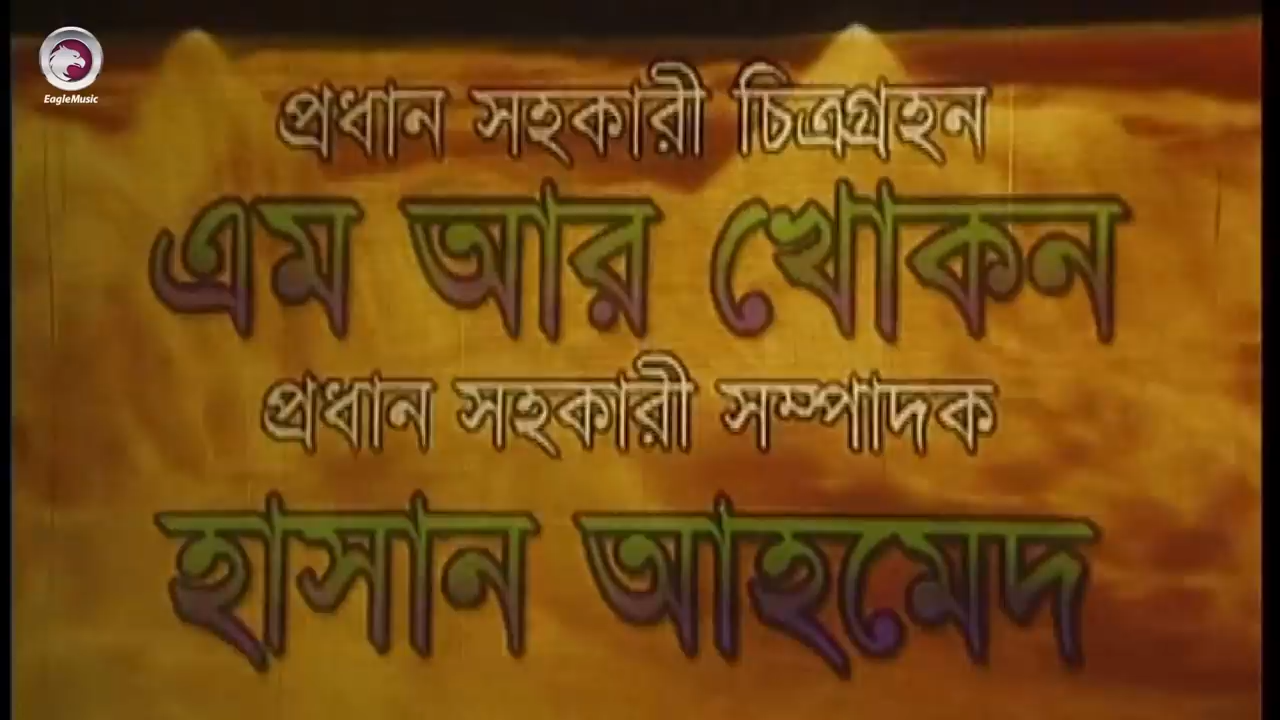 EagleMusic
প্রধান সহকারী চিত্রগ্রহন
এম আর খোকন
প্রধান সহকারী সম্পাদক
হাসান আহমেদ